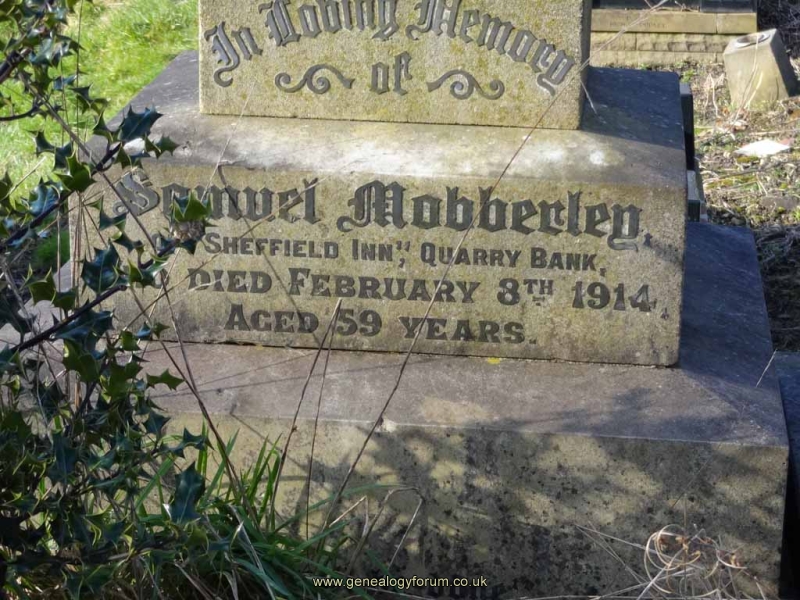 In Loving Memory
of
Samuel Mobberley,
"Sheffield Inn", Quarry Bank,
Died February 8th 1914,
Aged 59 years.
www.genealogyforum.co.uk